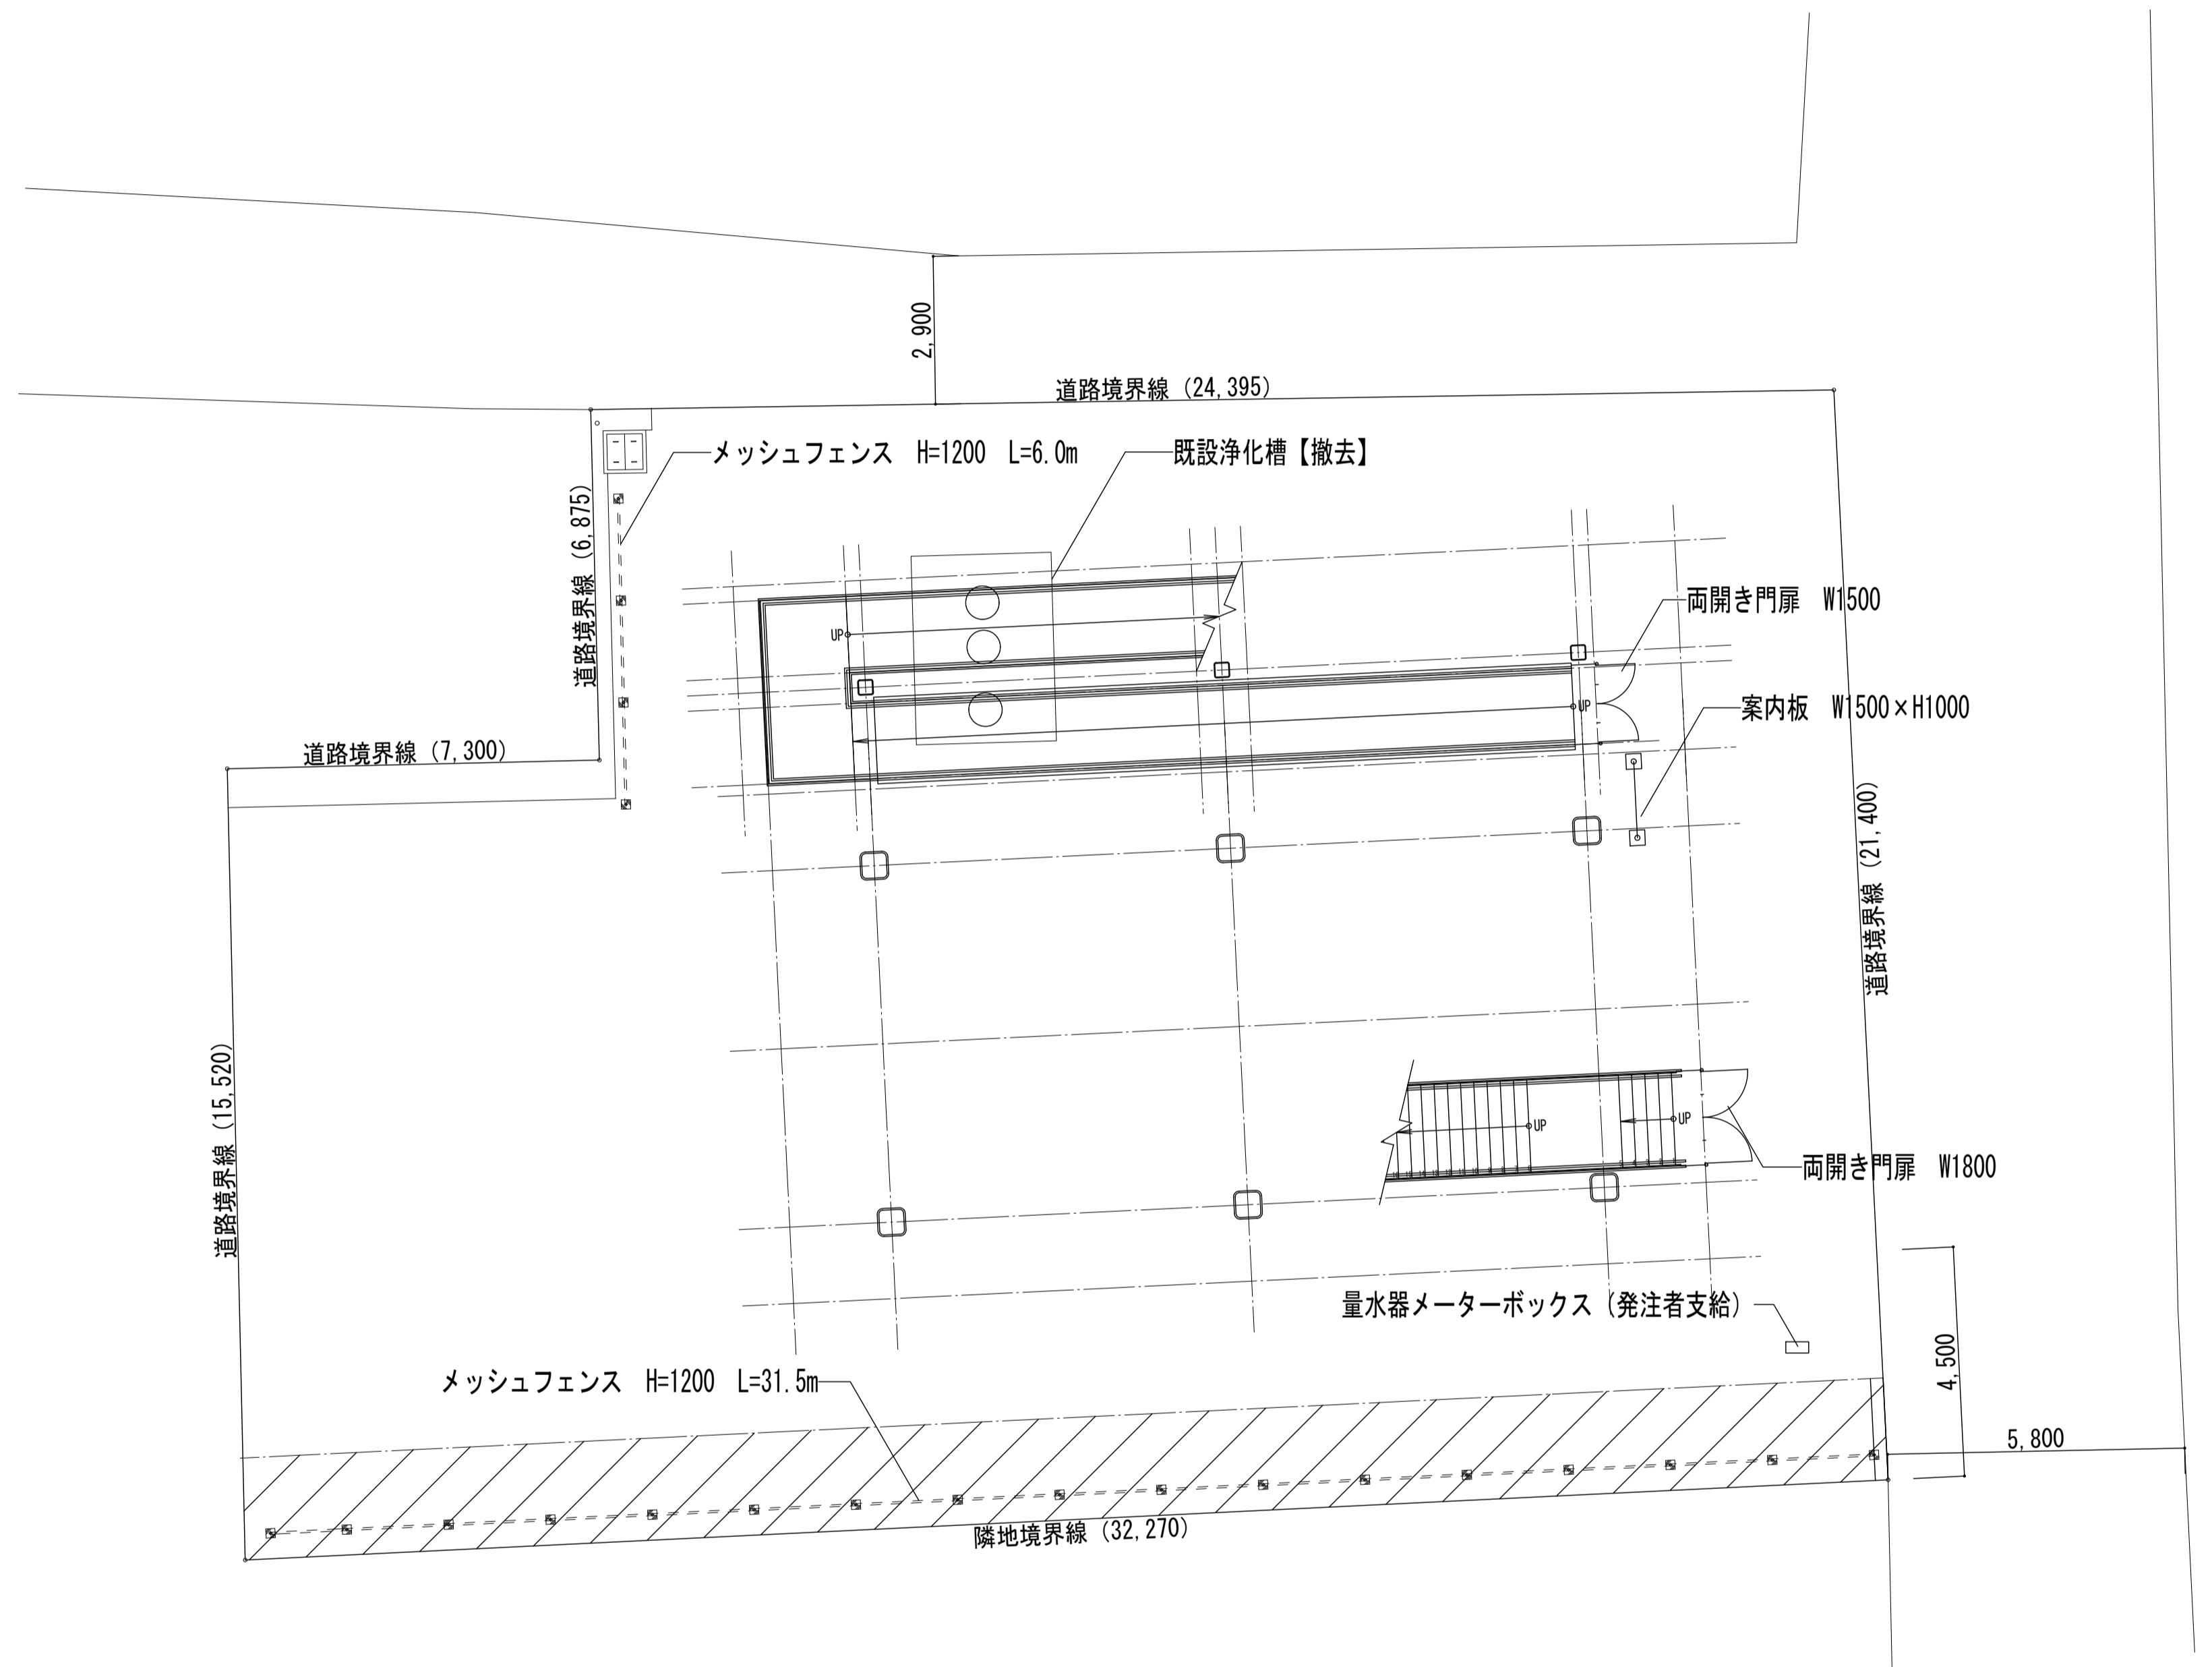 2,900
道路境界線（24,395）
メッシュフェンス　H=1200　L=6.0m
既設浄化槽【撤去】
道路境界線（6,875）
両開き門扉　W1500
UP
UP
案内板　W1500×H1000
道路境界線（7,300）
道路境界線（21,400）
道路境界線（15,520）
UP
UP
両開き門扉　W1800
量水器メーターボックス（発注者支給）
4,500
メッシュフェンス　H=1200　L=31.5m
5,800
隣地境界線（32,270）